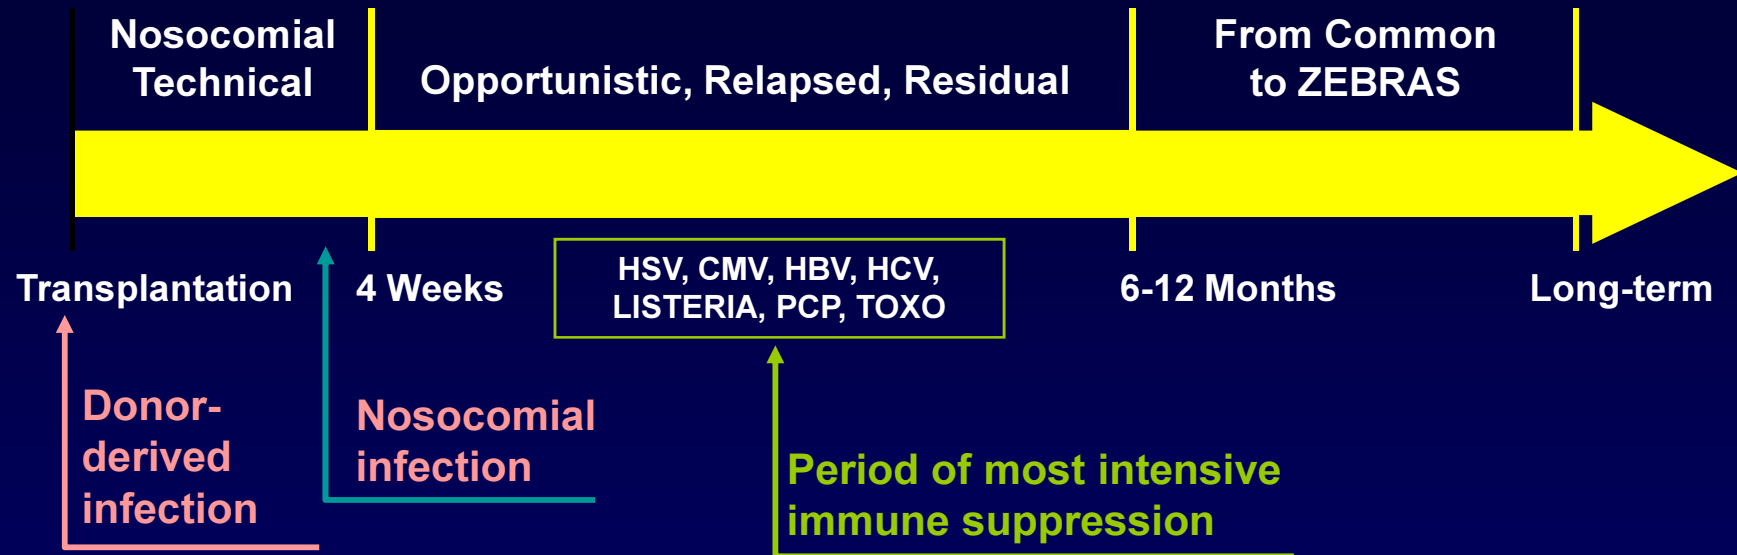 Nosocomial
Technical
Opportunistic, Relapsed, Residual
From Common
to ZEBRAS
Transplantation
4 Weeks
HSV, CMV, HBV, HCV,
LISTERIA, PCP, TOXO
6-12 Months
Long-term
Donor-
derived
infection
Nosocomial
infection
Period of most intensive
immune suppression